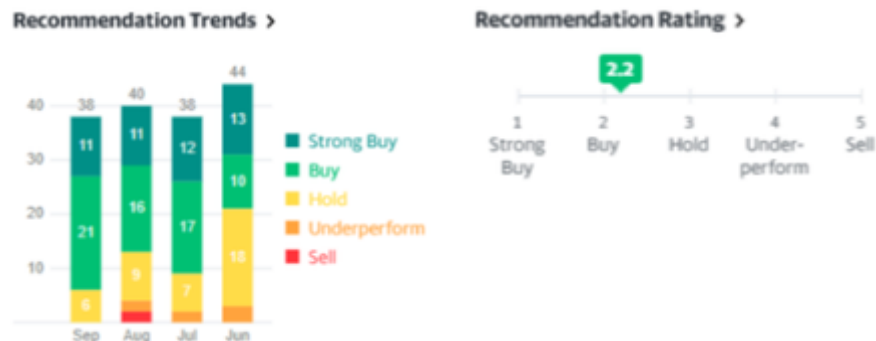 Recommendation Trends >
44
40
38
38
40
30
20
10
11
21
6
11
16
9
12
17
7
13
10
18
Sep
Aug
Jul
Jun
Strong Buy
Buy
Hold
Underperform
Sell
Recommendation Rating >
2.2
1
2
3
4
5
Strong
Buy
Buy
Hold
Under-
perform
Sell